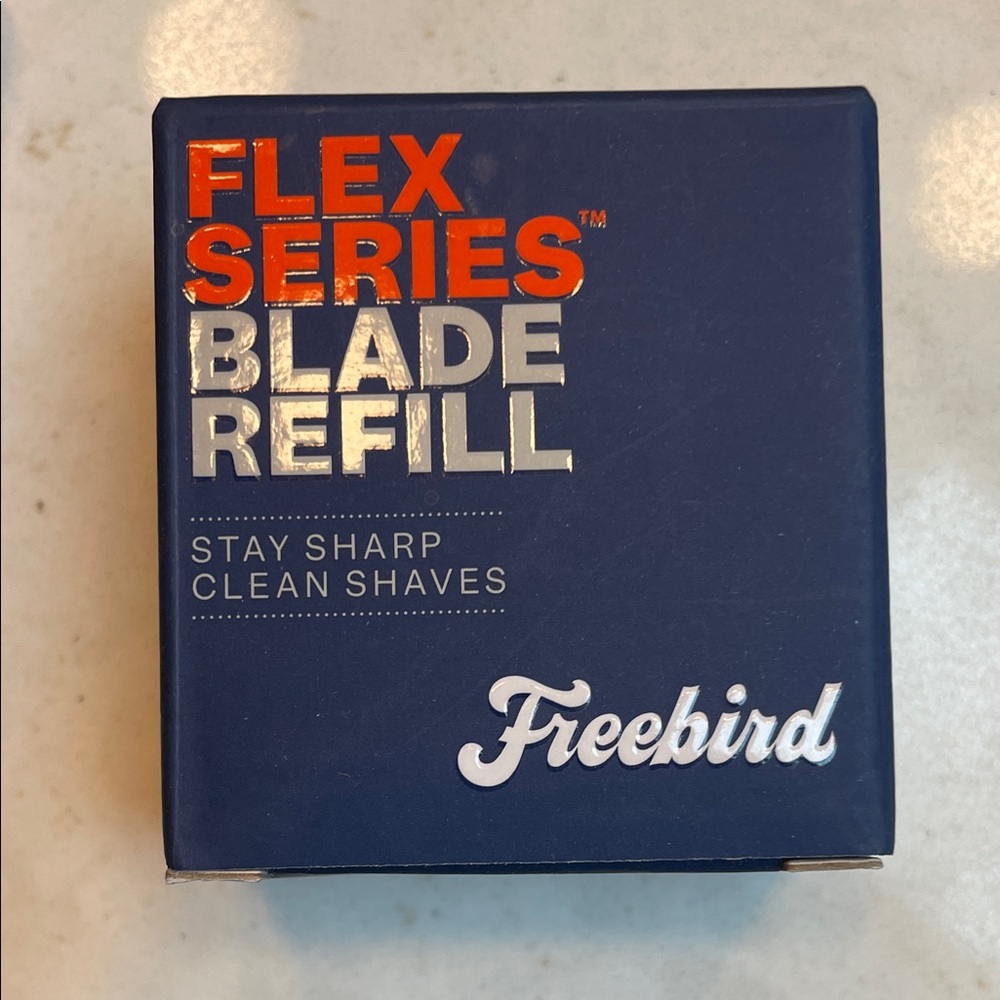 FLEX
SERIES™
BLADE
REFILL
STAY SHARP
CLEAN SHAVES
Freebird